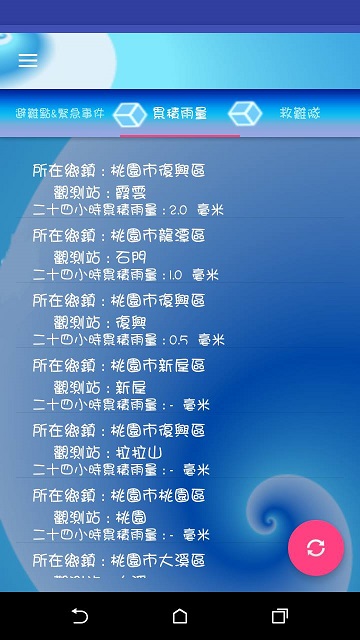 避難點&緊急事件
累積雨量
救難隊
所在鄉鎮：桃園市復興區
觀測站：霞雲
二十四小時累積雨量：2.0 毫米
所在鄉鎮：桃園市龍潭區
觀測站：石門
二十四小時累積雨量：1.0 毫米
所在鄉鎮：桃園市復興區
觀測站：復興
二十四小時累積雨量：0.5 毫米
所在鄉鎮：桃園市新屋區
觀測站：新屋
二十四小時累積雨量：- 毫米
所在鄉鎮：桃園市復興區
觀測站：拉拉山
二十四小時累積雨量：- 毫米
所在鄉鎮：桃園市桃園區
觀測站：桃園
二十四小時累積雨量：- 毫米
所在鄉鎮：桃園市大溪區